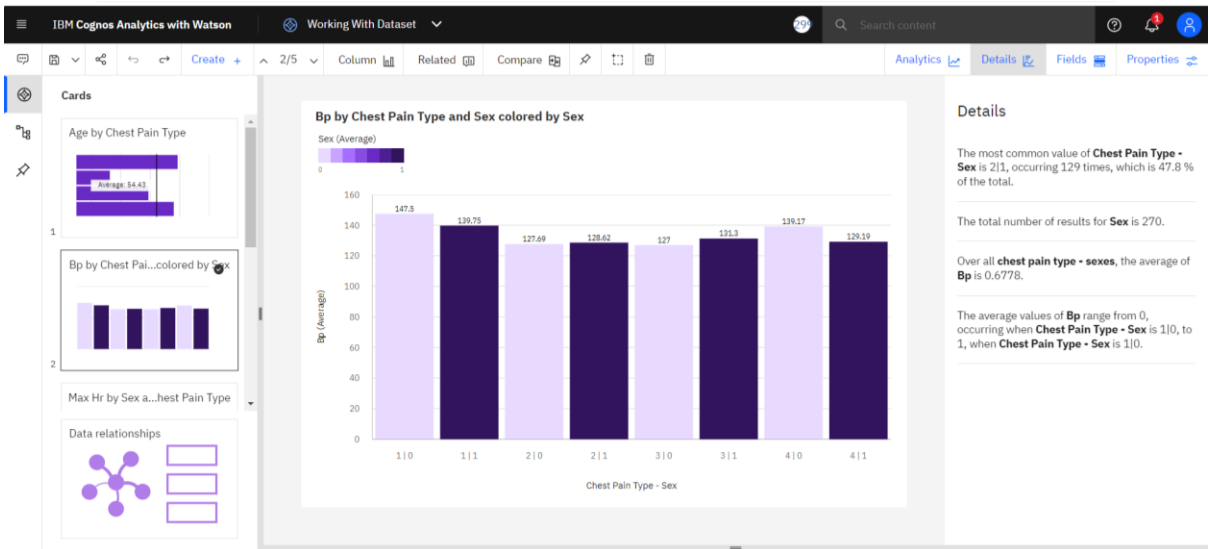 IBM Cognos Analytics with Watson
Working With Dataset
299
Search content
1
Create +
2/5
Column
Related
Compare
Analytics
Details
Fields
Properties
Cards
Age by Chest Pain Type
Average: 54.43
1
Bp by Chest Pai...colored by Sex
2
Max Hr by Sex a...hest Pain Type
Data relationships
Bp by Chest Pain Type and Sex colored by Sex
Sex (Average)
0 1
160
140
120
100
80
60
40
20
0
Bp (Average)
147.5 139.75 127.69 128.62 127 131.3 139.17 129.19
1|0 1|1 2|0 2|1 3|0 3|1 4|0 4|1
Chest Pain Type - Sex
Details
The most common value of Chest Pain Type -
Sex is 2|1, occurring 129 times, which is 47.8 %
of the total.
The total number of results for Sex is 270.
Over all chest pain type - sexes, the average of
Bp is 0.6778.
The average values of Bp range from 0,
occurring when Chest Pain Type - Sex is 1|0, to
1, when Chest Pain Type - Sex is 1|0.